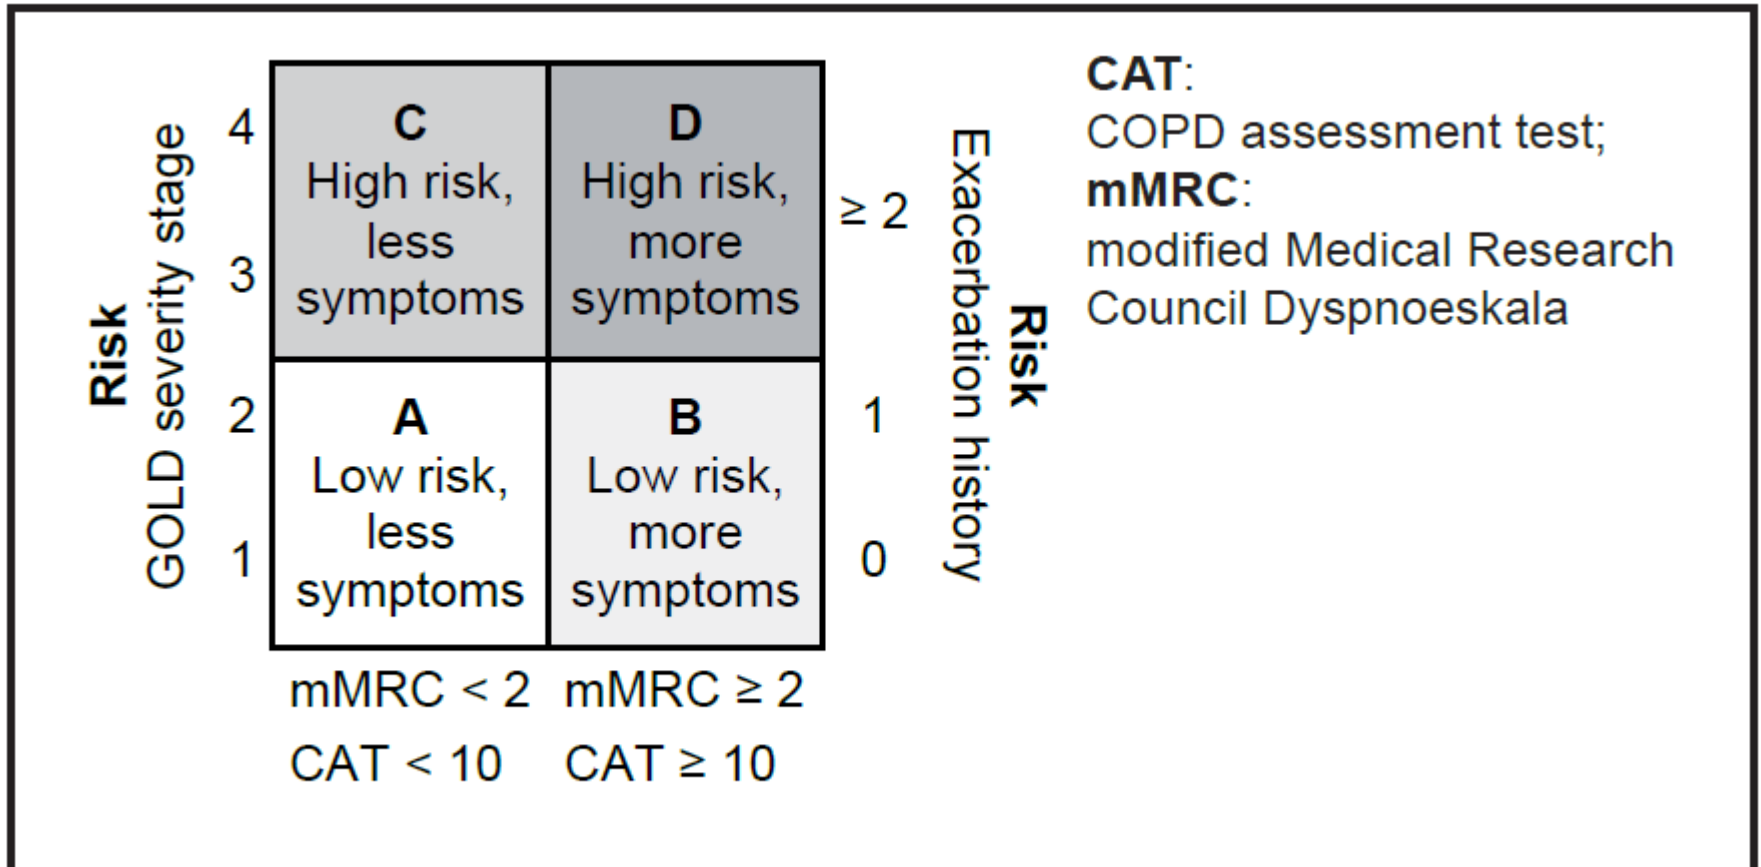 Risk
GOLD severity stage
4
3
2
1
C
High risk,
less
symptoms
D
High risk,
more
symptoms
A
Low risk,
less
symptoms
B
Low risk,
more
symptoms
≥ 2
1
0
Exacerbation history
Risk
mMRC < 2
mMRC ≥ 2
CAT < 10
CAT ≥ 10
CAT:
COPD assessment test;
mMRC:
modified Medical Research
Council Dyspnoeskala